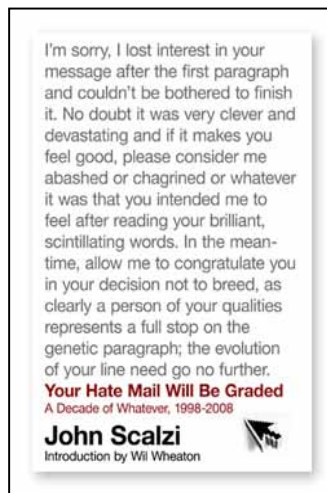 I'm sorry, I lost interest in your
message after the first paragraph
and couldn't be bothered to finish
it. No doubt it was very clever and
devastating and if it makes you
feel good, please consider me
abashed or chagrined or whatever
it was that you intended me to
feel after reading your brilliant,
scintillating words. In the mean-
time, allow me to congratulate you
in your decision not to breed, as
clearly a person of your qualities
represents a full stop on the
genetic paragraph; the evolution
of your line need go no further.
Your Hate Mail Will Be Graded
A Decade of Whatever, 1998-2008
John Scalzi
Introduction by Wil Wheaton